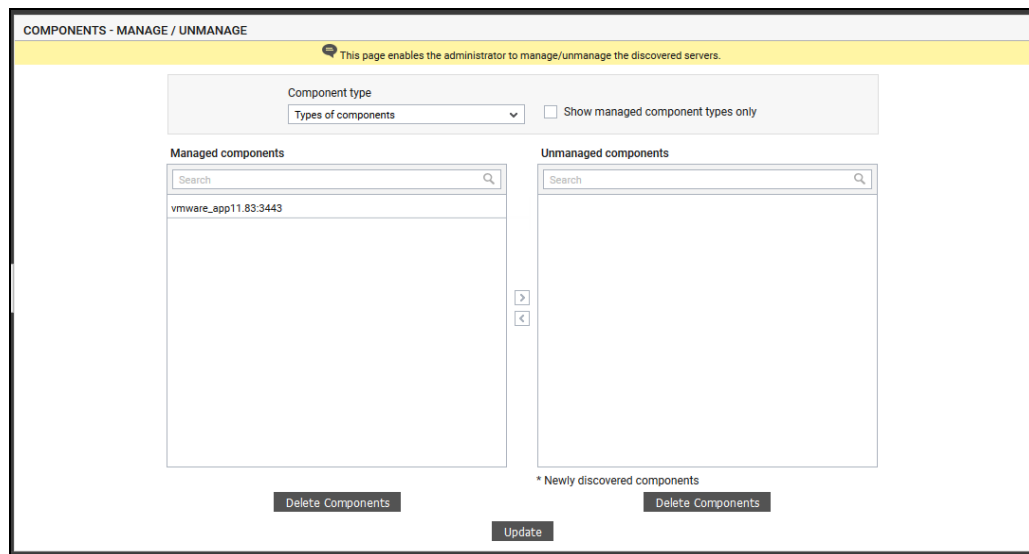 COMPONENTS - MANAGE / UNMANAGE
This page enables the administrator to manage/unmanage the discovered servers.
Component type
Types of components
Show managed component types only
Managed components
Unmanaged components
Search
Search
vmware_app11.83:3443
* Newly discovered components
Delete Components
Delete Components
Update